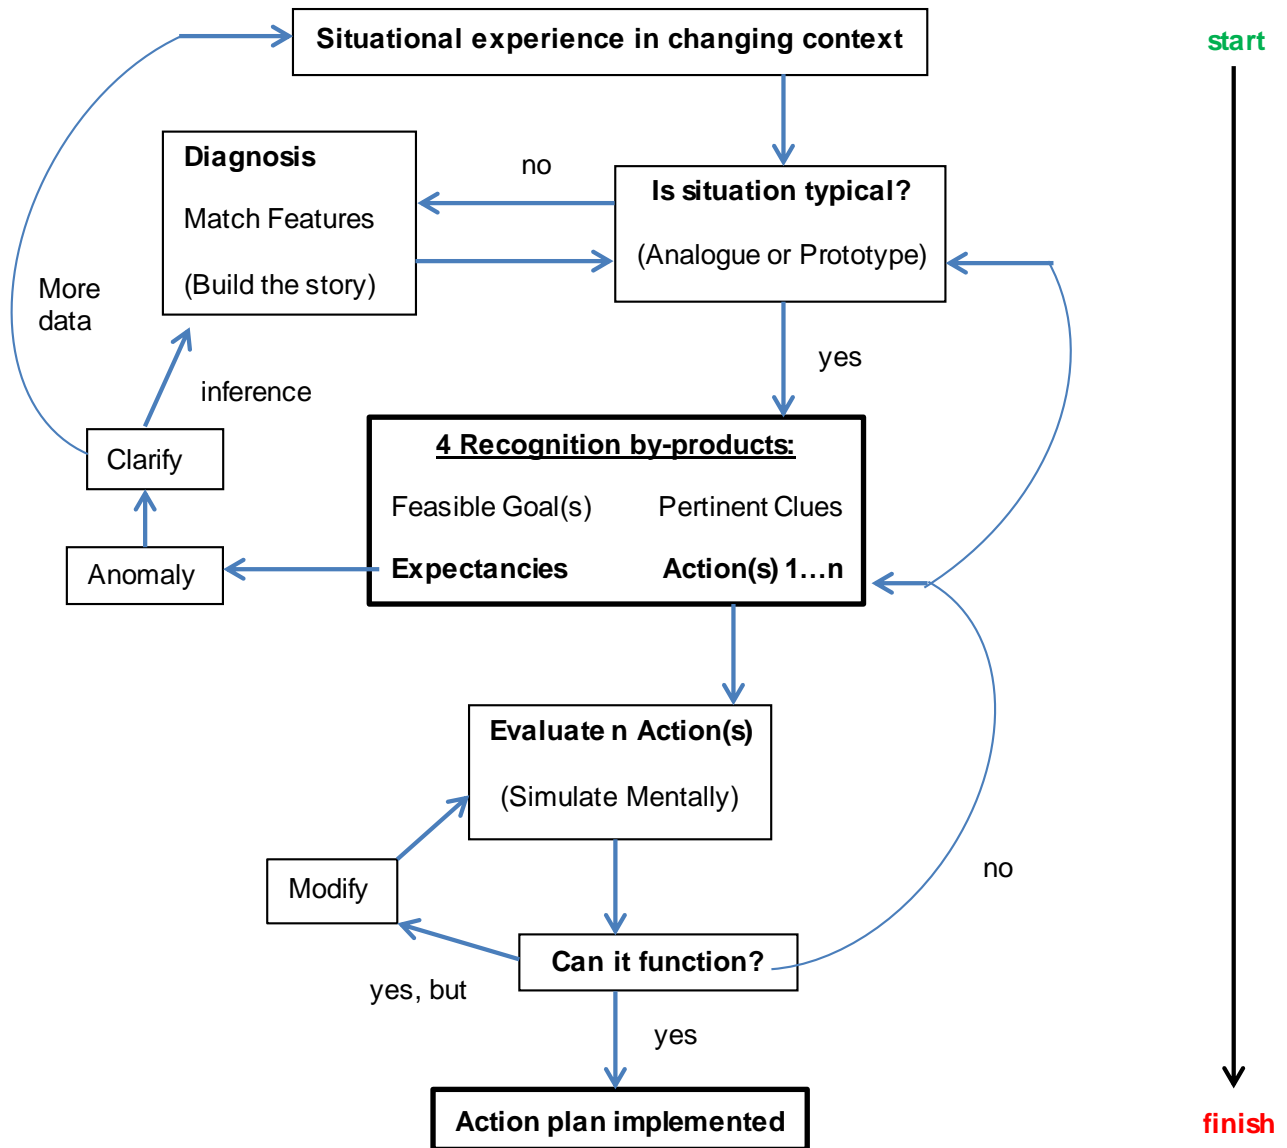 Situational experience in changing context
start
Diagnosis
Match Features
(Build the story)
no
Is situation typical?
(Analogue or Prototype)
More
data
yes
inference
Clarify
4 Recognition by-products:
Feasible Goal(s) Pertinent Clues
Expectancies Action(s) 1…n
Anomaly
Evaluate n Action(s)
(Simulate Mentally)
Modify
no
Can it function?
yes, but
yes
Action plan implemented
finish